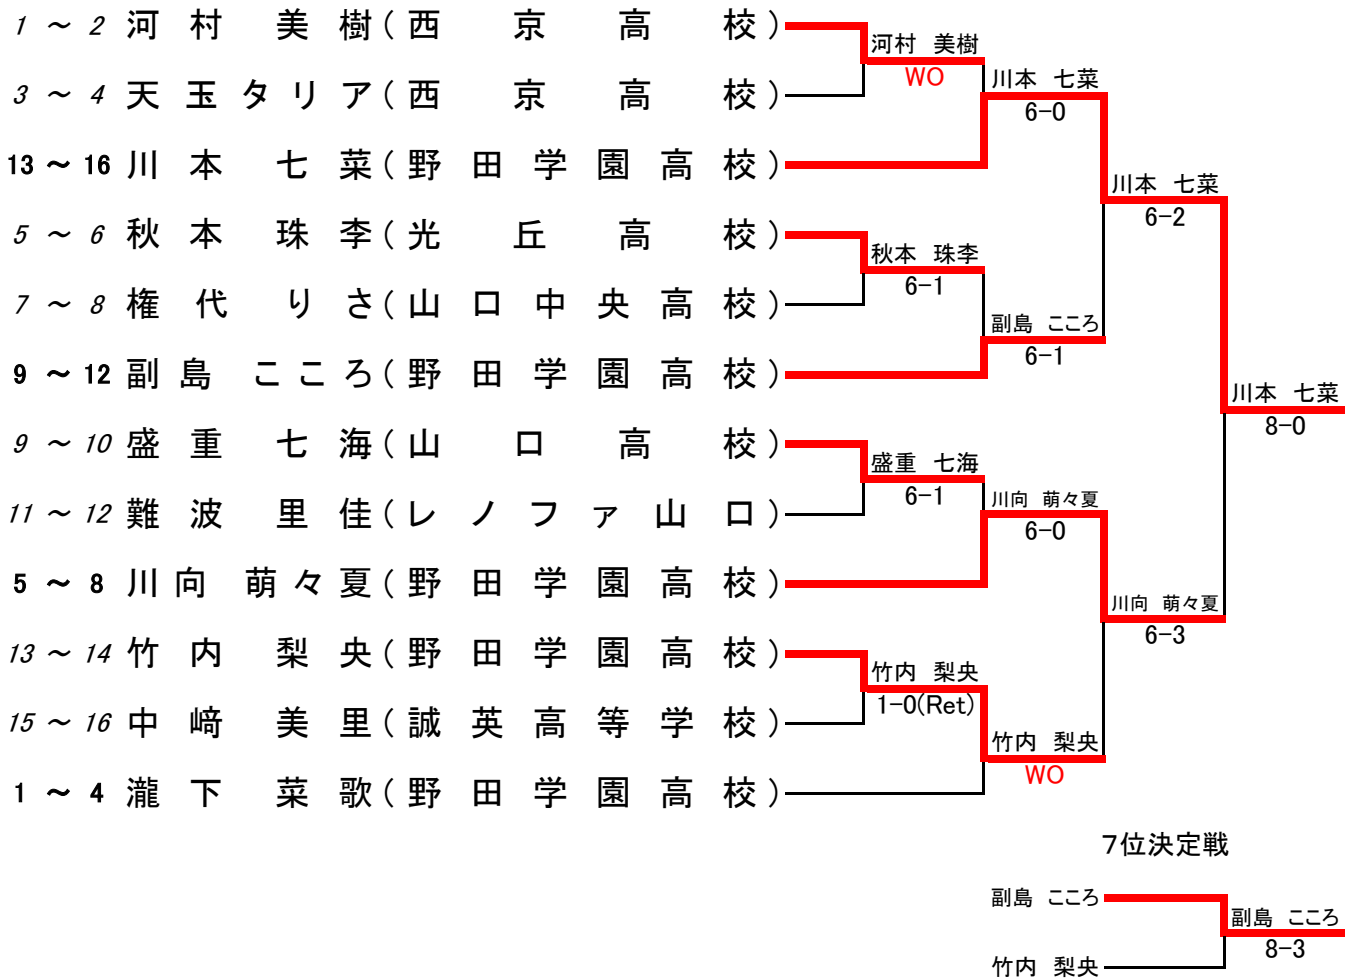 1 ～ 2 河村 美樹(西京高校)
河村 美樹
WO
3 ～ 4 天玉タリア(西京高校)
川本 七菜
6-0
13 ～ 16 川本 七菜(野田学園高校)
川本 七菜
6-2
5 ～ 6 秋本 珠李(光丘高校)
秋本 珠李
6-1
7 ～ 8 権代 りさ(山口中央高校)
副島 こころ
6-1
9 ～ 12 副島 こころ(野田学園高校)
川本 七菜
8-0
9 ～ 10 盛重 七海(山口高校)
盛重 七海
6-1
11 ～ 12 難波 里佳(レノファ山口)
川向 萌々夏
6-0
5 ～ 8 川向 萌々夏(野田学園高校)
川向 萌々夏
6-3
13 ～ 14 竹内 梨央(野田学園高校)
竹内 梨央
1-0(Ret)
15 ～ 16 中﨑 美里(誠英高等学校)
竹内 梨央
WO
1 ～ 4 瀧下 菜歌(野田学園高校)
7位決定戦
副島 こころ
副島 こころ
8-3
竹内 梨央